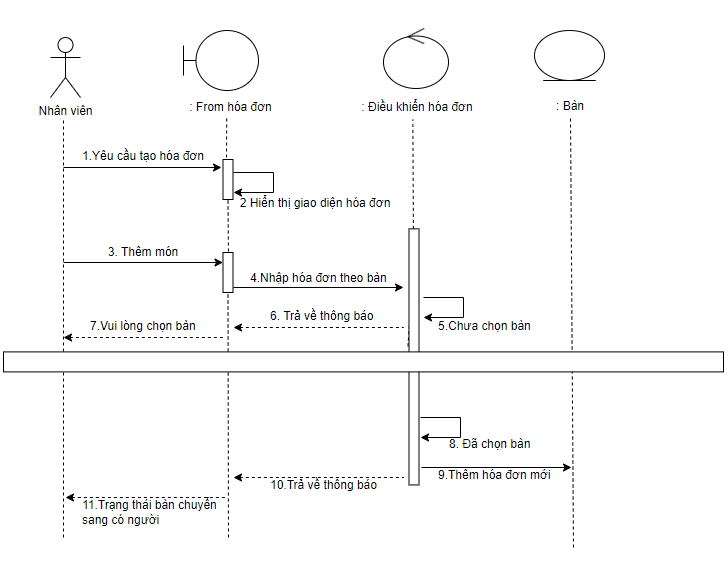 Nhân viên
: From hóa đơn
: Điều khiển hóa đơn
: Bàn
1.Yêu cầu tạo hóa đơn
2 Hiển thị giao diện hóa đơn
3. Thêm món
4.Nhập hóa đơn theo bàn
5.Chưa chọn bàn
6. Trả về thông báo
7.Vui lòng chọn bàn
8. Đã chọn bàn
9.Thêm hóa đơn mới
10.Trả về thông báo
11.Trạng thái bàn chuyển
sang có người